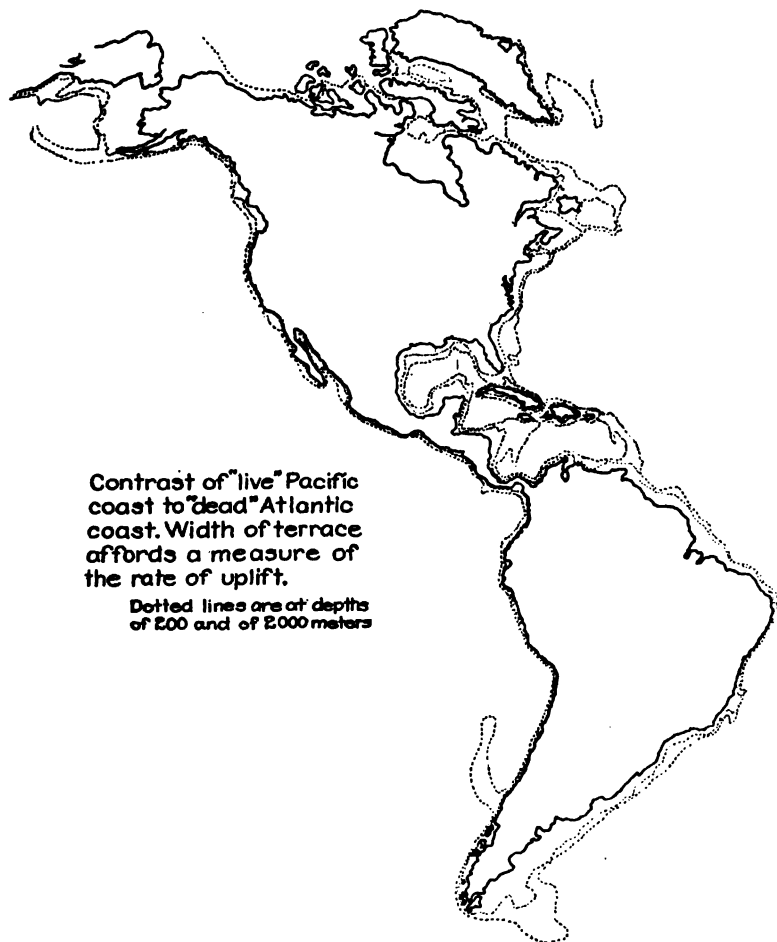 Contrast of "live" Pacific
coast to "dead" Atlantic
coast. Width of terrace
affords a measure of
the rate of uplift.
Dotted lines are at depths
of 200 and of 2000 meters